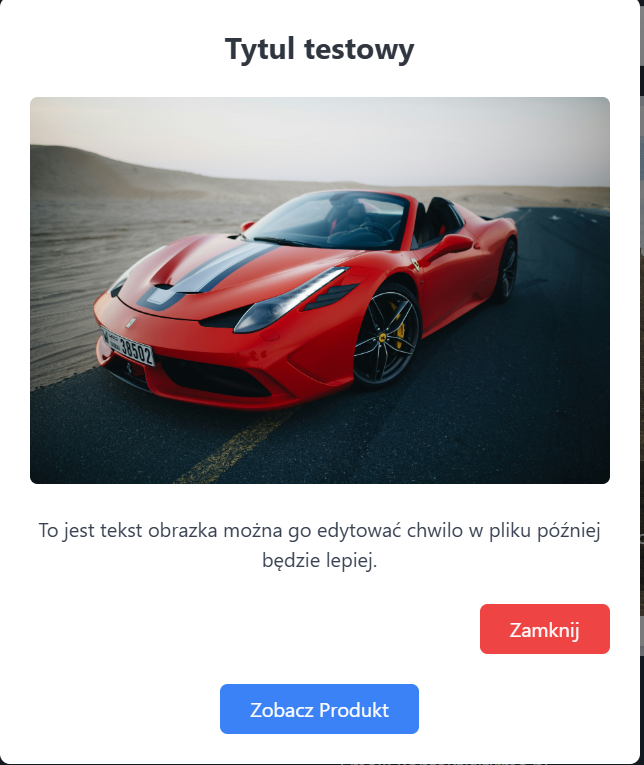 Tytul testowy
38502
To jest tekst obrazka można go edytować chwilo w pliku później
będzie lepiej.
Zamknij
Zobacz Produkt